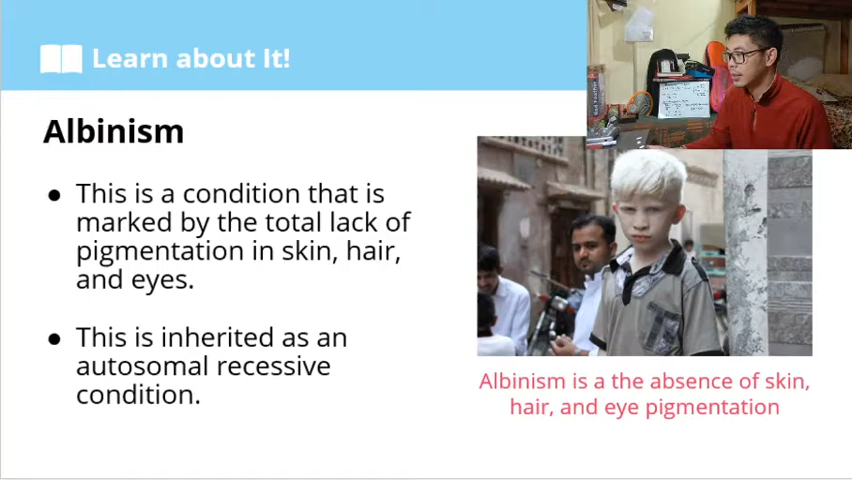 Learn about It!
Albinism
● This is a condition that is
marked by the total lack of
pigmentation in skin, hair,
and eyes.
● This is inherited as an
autosomal recessive
condition.
Albinism is a the absence of skin,
hair, and eye pigmentation